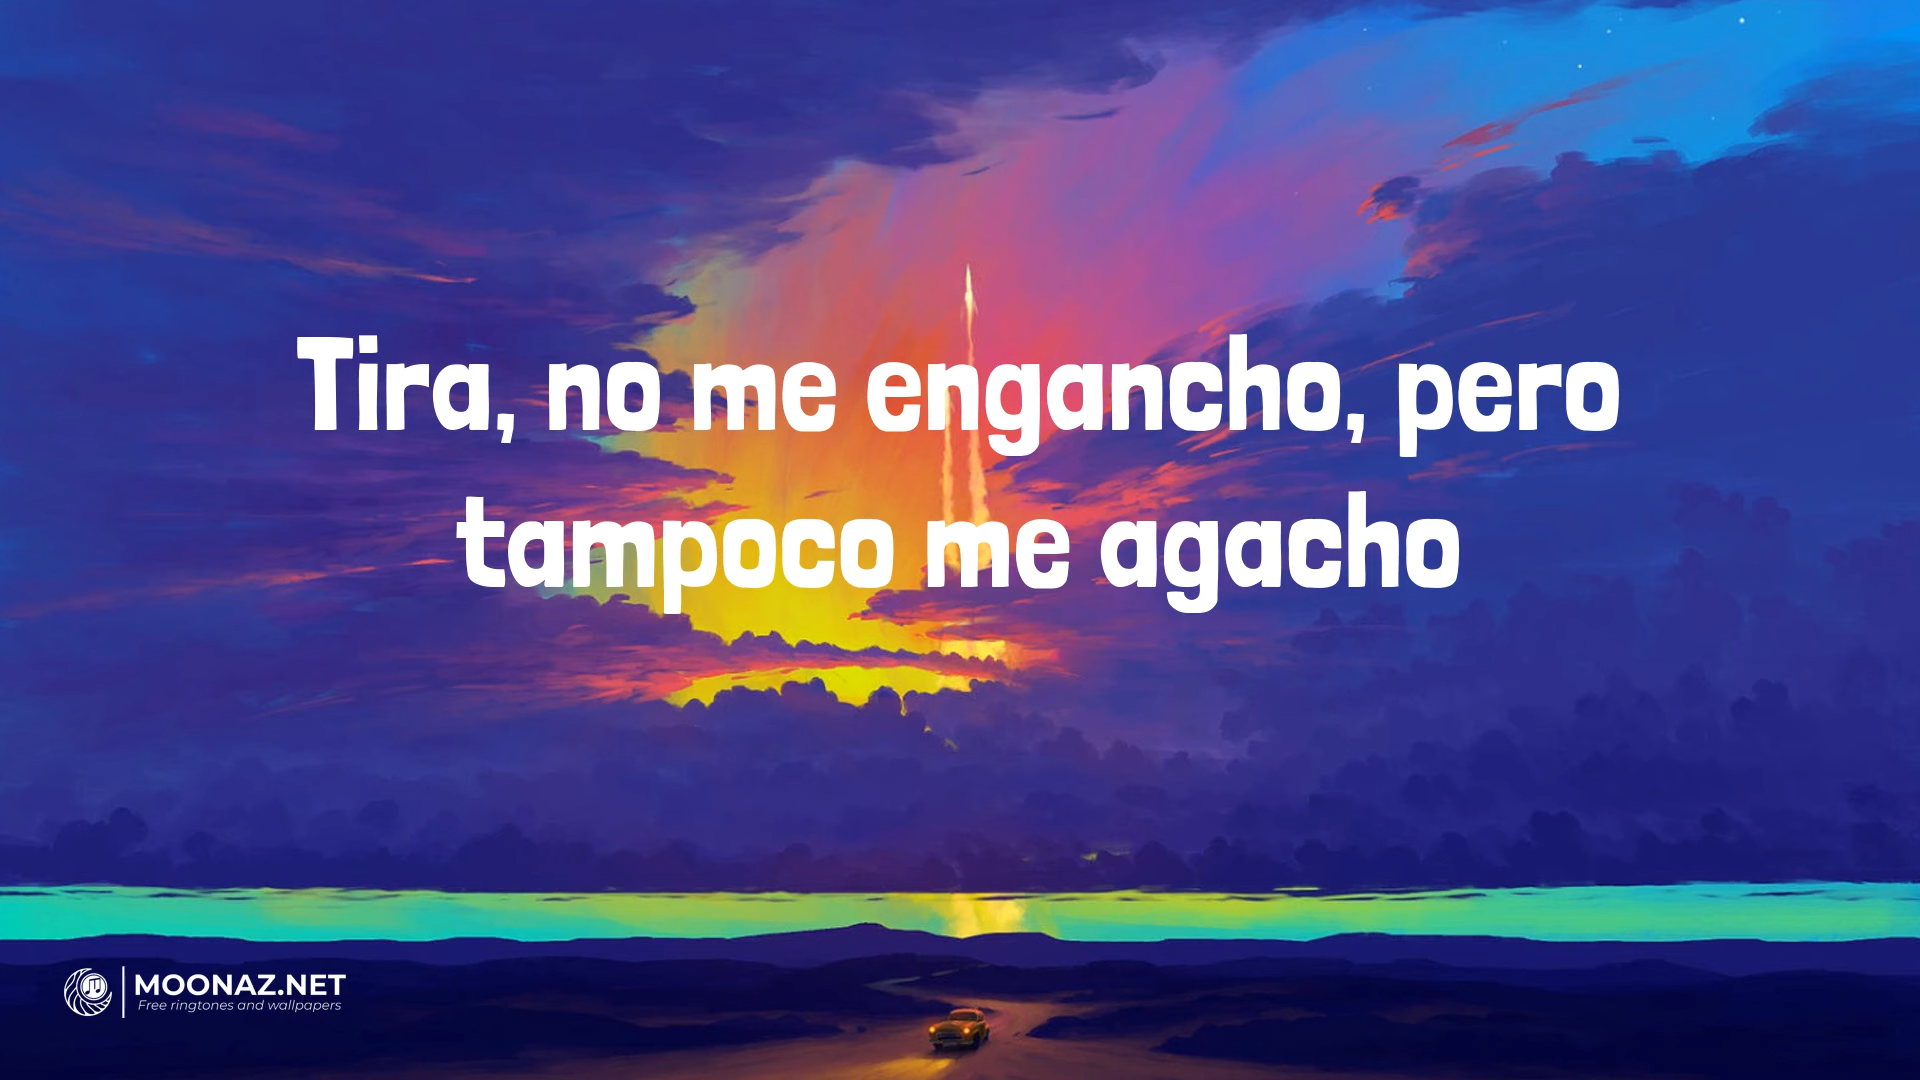 Tira, no me engancho, pero
tampoco me agacho
MOONAZ.NET
Free ringtones and wallpapers